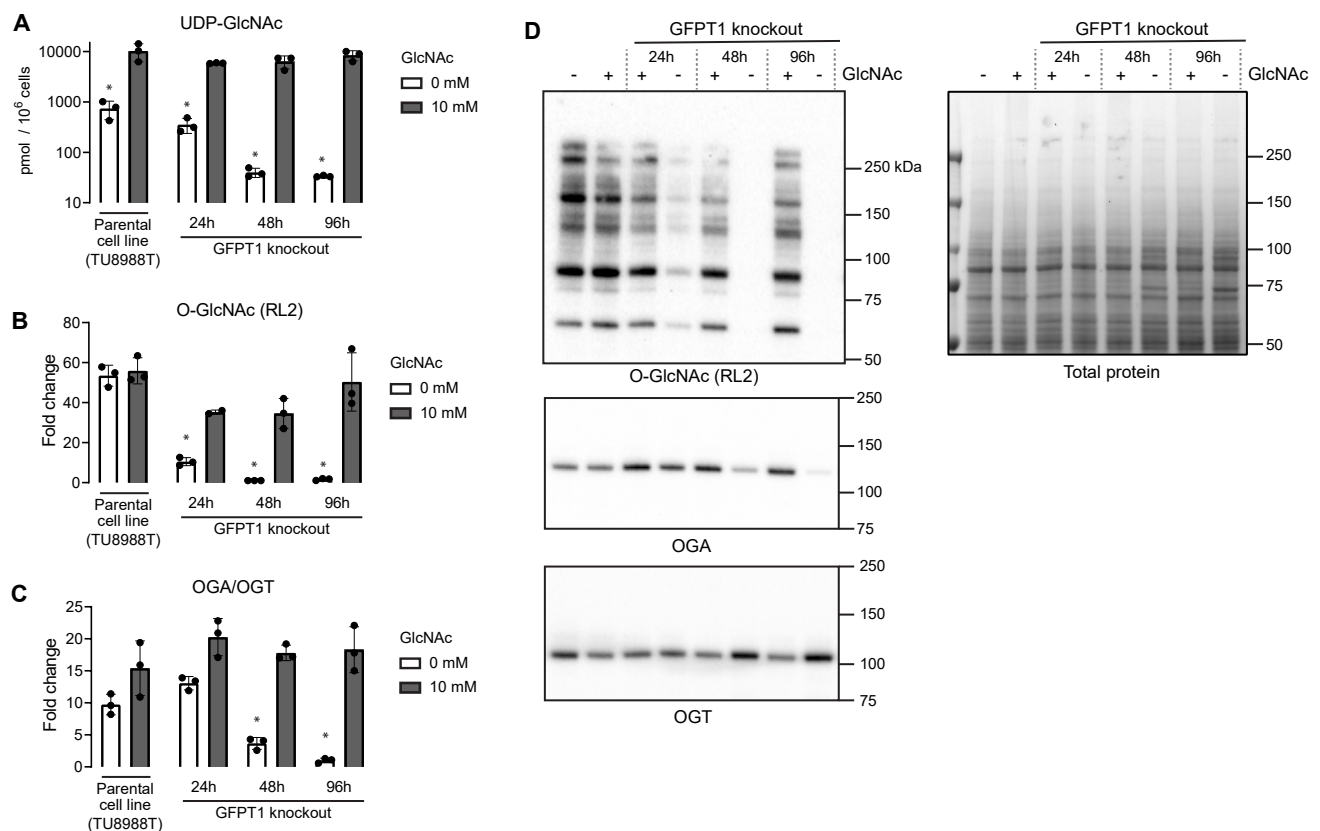 A
UDP-GlcNAc
pmol / 10⁶ cells
10000
1000
100
10
*
*
*
*
GlcNAc
0 mM
10 mM
Parental
cell line
(TU8988T)
24h 48h 96h
GFPT1 knockout
B
O-GlcNAc (RL2)
Fold change
80
60
40
20
0
*
*
*
GlcNAc
0 mM
10 mM
Parental
cell line
(TU8988T)
24h 48h 96h
GFPT1 knockout
C
OGA/OGT
Fold change
25
20
15
10
5
0
*
*
GlcNAc
0 mM
10 mM
Parental
cell line
(TU8988T)
24h 48h 96h
GFPT1 knockout
D
GFPT1 knockout
24h 48h 96h
- + + - + - + - GlcNAc
250 kDa
150
100
75
50
O-GlcNAc (RL2)
250
150
100
75
OGA
250
150
100
75
OGT
GFPT1 knockout
24h 48h 96h
- + + - + - + - GlcNAc
250
150
100
75
50
Total protein